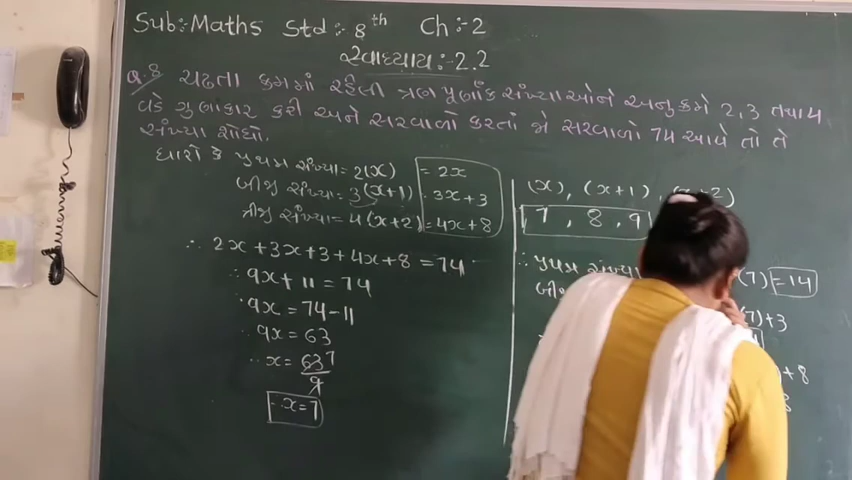 Sub:-Maths Std:- 8th Ch:-2
સ્વાધ્યાય:-2.2
Q.8 ચઢતા ક્રમમાં રહેલી ત્રણ પૂર્ણાંક સંખ્યાઓને અનુક્રમે 2,3 તથા 4
વડે ગુણાકાર કરી અને સરવાળો કરતાં જો સરવાળો 74 આવે તો તે
સંખ્યા શોધો.
ધારો કે પ્રથમ સંખ્યા = 2(x) = 2x
બીજી સંખ્યા = 3(x+1) = 3x+3
ત્રીજી સંખ્યા = 4(x+2) = 4x+8
∴ 2x+3x+3+4x+8 = 74
∴ 9x + 11 = 74
∴ 9x = 74-11
∴ 9x = 63
∴ x = 63 7
9
∴ x = 7
(x), (x+1),
7, 8, 9
∴ પ્રથમ (7) = 14
(7)+3
+8